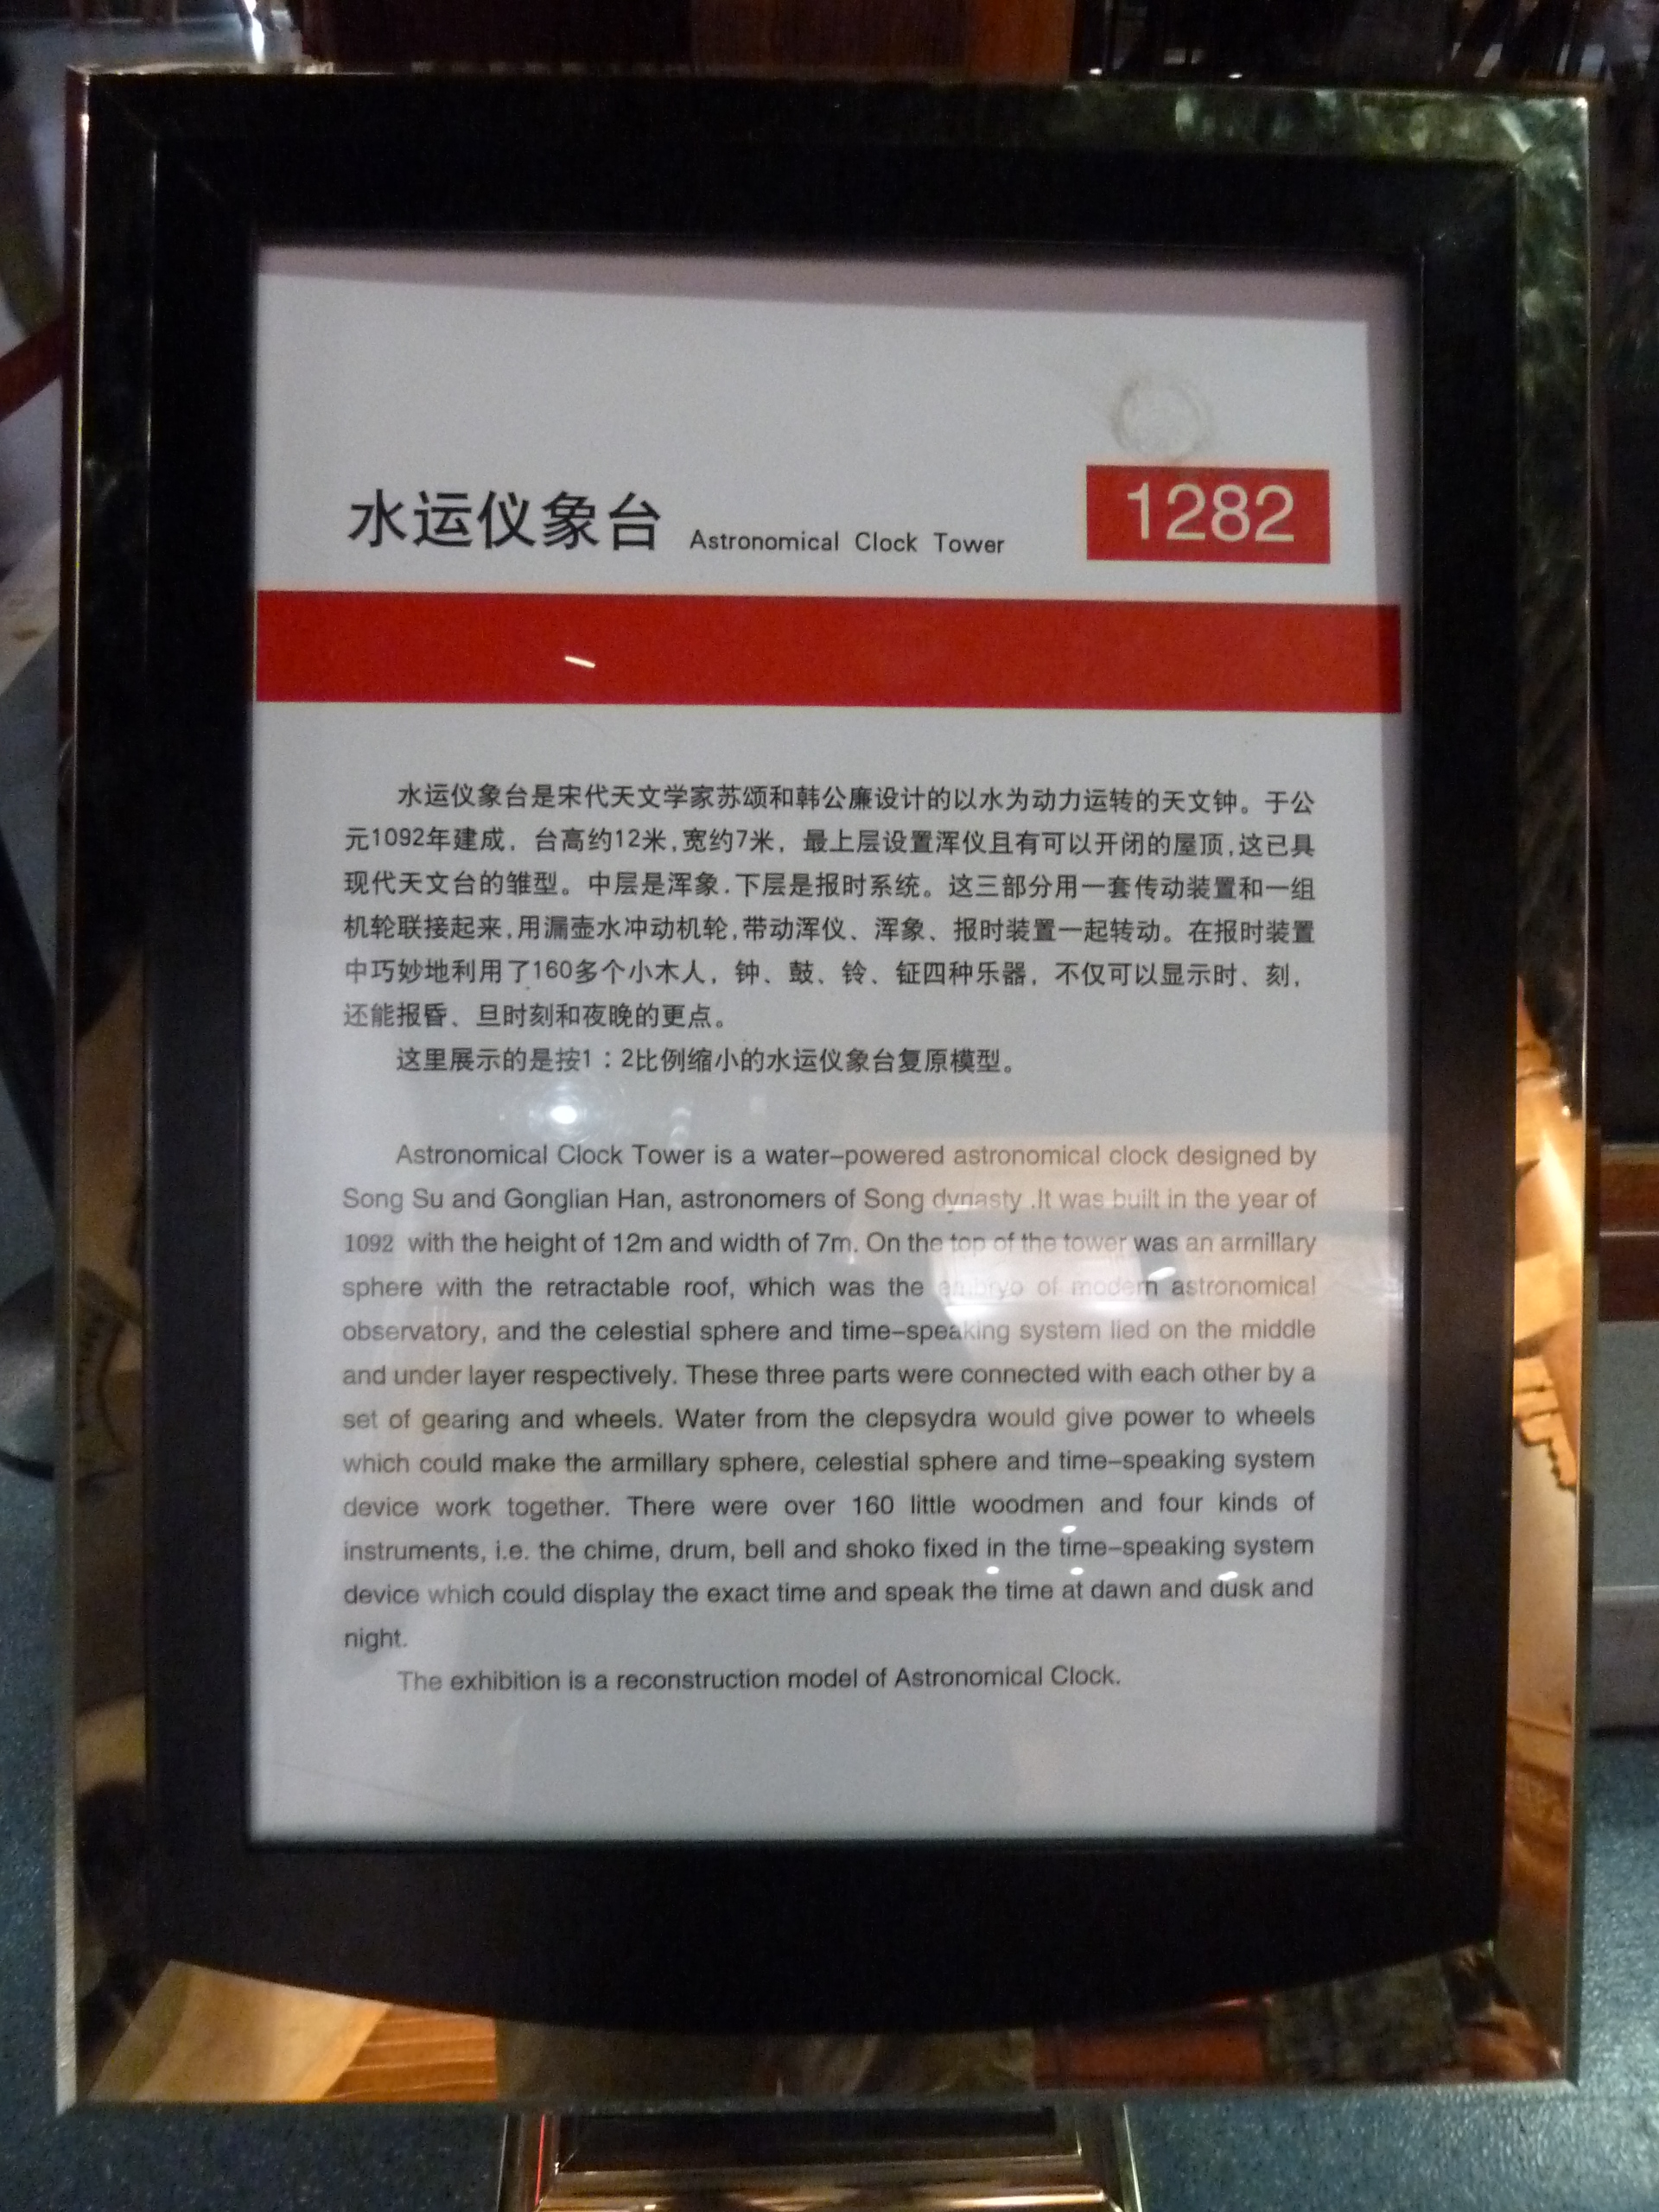 水运仪象台 Astronomical Clock Tower
1282
水运仪象台是宋代天文学家苏颂和韩公廉设计的以水为动力运转的天文钟。于公
元1092年建成，台高约12米，宽约7米，最上层设置浑仪且有可以开闭的屋顶，这已具
现代天文台的雏型。中层是浑象．下层是报时系统。这三部分用一套传动装置和一组
机轮联接起来，用漏壶水冲动机轮，带动浑仪、浑象、报时装置一起转动。在报时装置
中巧妙地利用了160多个小木人，钟、鼓、铃、钲四种乐器，不仅可以显示时、刻，
还能报昏、旦时刻和夜晚的更点。
这里展示的是按1：2比例缩小的水运仪象台复原模型。
Astronomical Clock Tower is a water-powered astronomical clock designed by
Song Su and Gonglian Han, astronomers of Song dynasty .It was built in the year of
1092 with the height of 12m and width of 7m. On the top of the tower was an armillary
sphere with the retractable roof, which was the embryo of modern astronomical
observatory, and the celestial sphere and time-speaking system lied on the middle
and under layer respectively. These three parts were connected with each other by a
set of gearing and wheels. Water from the clepsydra would give power to wheels
which could make the armillary sphere, celestial sphere and time-speaking system
device work together. There were over 160 little woodmen and four kinds of
instruments, i.e. the chime, drum, bell and shoko fixed in the time-speaking system
device which could display the exact time and speak the time at dawn and dusk and
night.
The exhibition is a reconstruction model of Astronomical Clock.